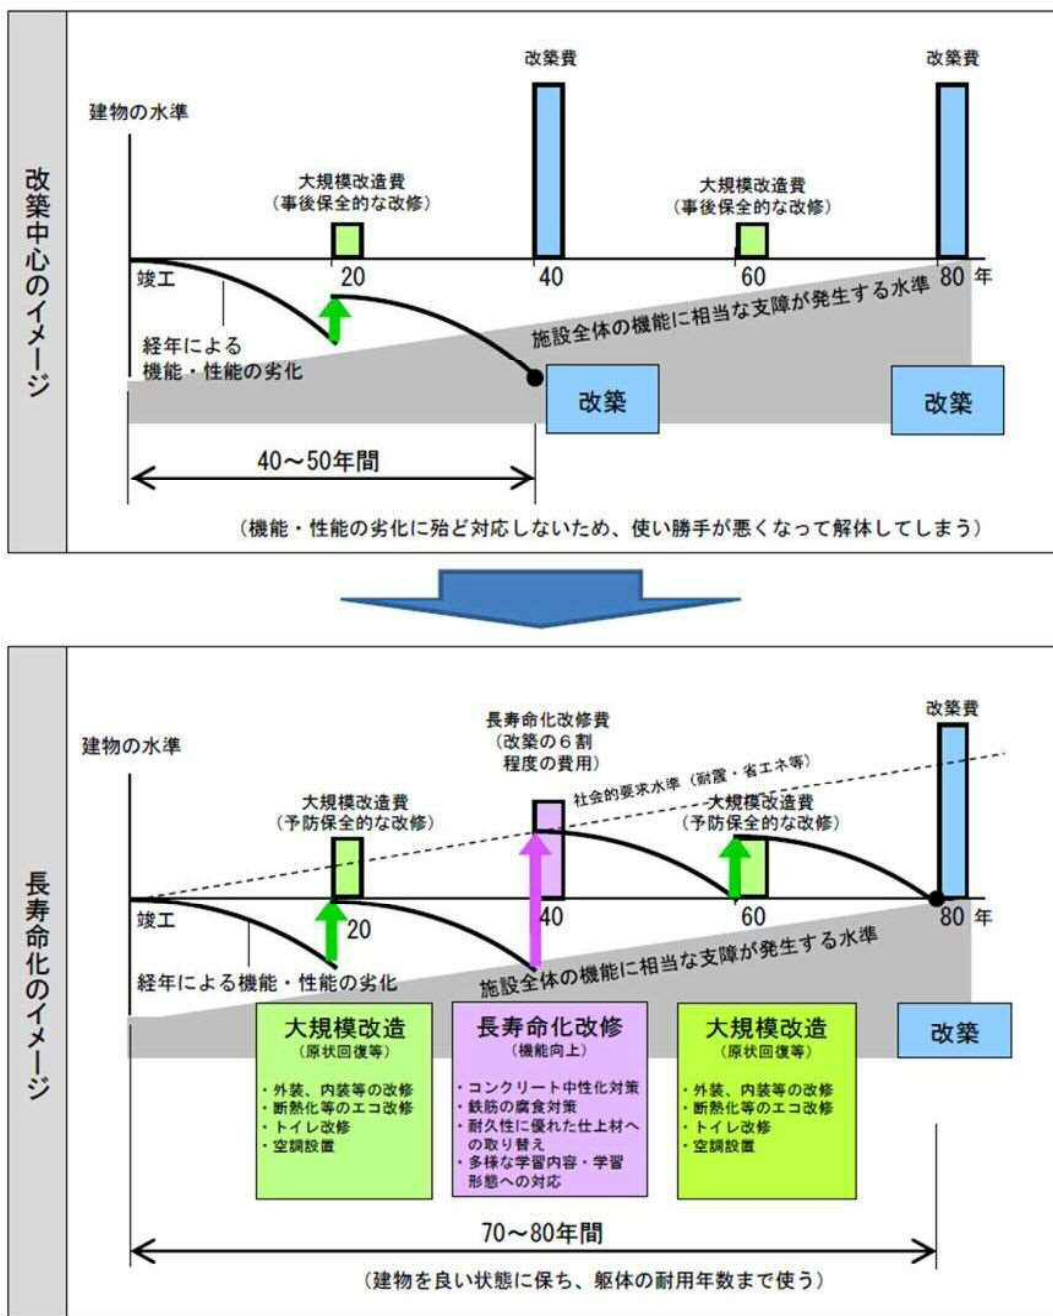 改築中心のイメージ
改築費
改築費
建物の水準
大規模改造費
(事後保全的な改修)
大規模改造費
(事後保全的な改修)
竣工
20
40
60
80 年
経年による
機能・性能の劣化
施設全体の機能に相当な支障が発生する水準
改築
改築
40～50年間
(機能・性能の劣化に殆ど対応しないため、使い勝手が悪くなって解体してしまう)
長寿命化のイメージ
建物の水準
長寿命化改修費
(改築の6割
程度の費用)
改築費
社会的要求水準(耐震・省エネ等)
大規模改造費
(予防保全的な改修)
大規模改造費
(予防保全的な改修)
竣工
20
40
60
80 年
経年による機能・性能の劣化
施設全体の機能に相当な支障が発生する水準
大規模改造
(原状回復等)
・外装、内装等の改修
・断熱化等のエコ改修
・トイレ改修
・空調設置
長寿命化改修
(機能向上)
・コンクリート中性化対策
・鉄筋の腐食対策
・耐久性に優れた仕上材へ
の取り替え
・多様な学習内容・学習
形態への対応
大規模改造
(原状回復等)
・外装、内装等の改修
・断熱化等のエコ改修
・トイレ改修
・空調設置
改築
70～80年間
(建物を良い状態に保ち、躯体の耐用年数まで使う)